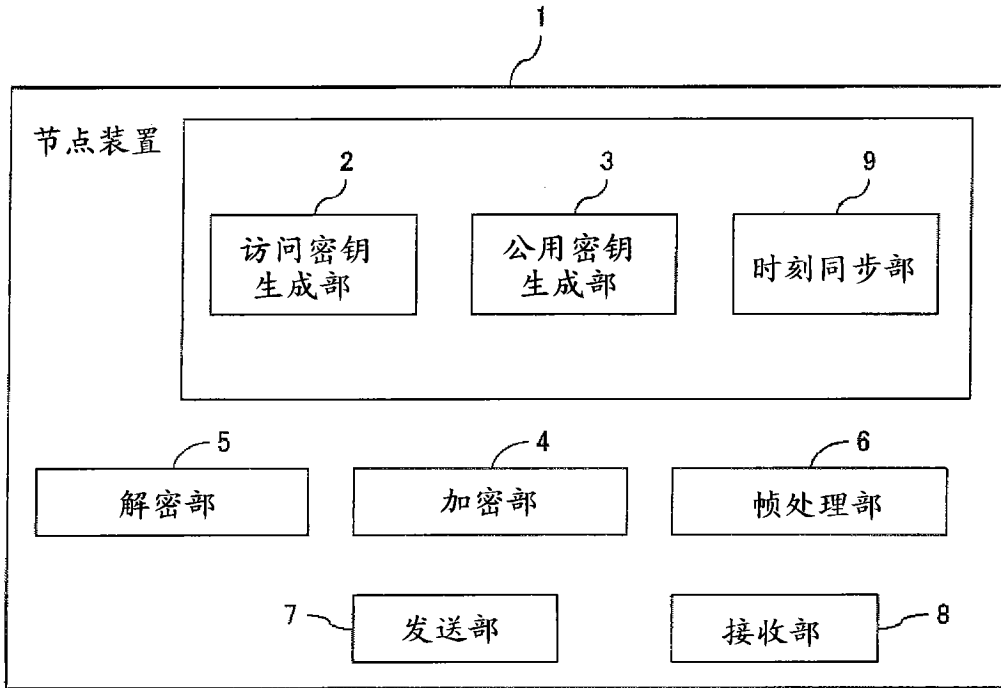 1
节点装置
2
3
9
访问密钥
生成部
公用密钥
生成部
时刻同步部
5
4
6
解密部
加密部
帧处理部
7
发送部
接收部
8